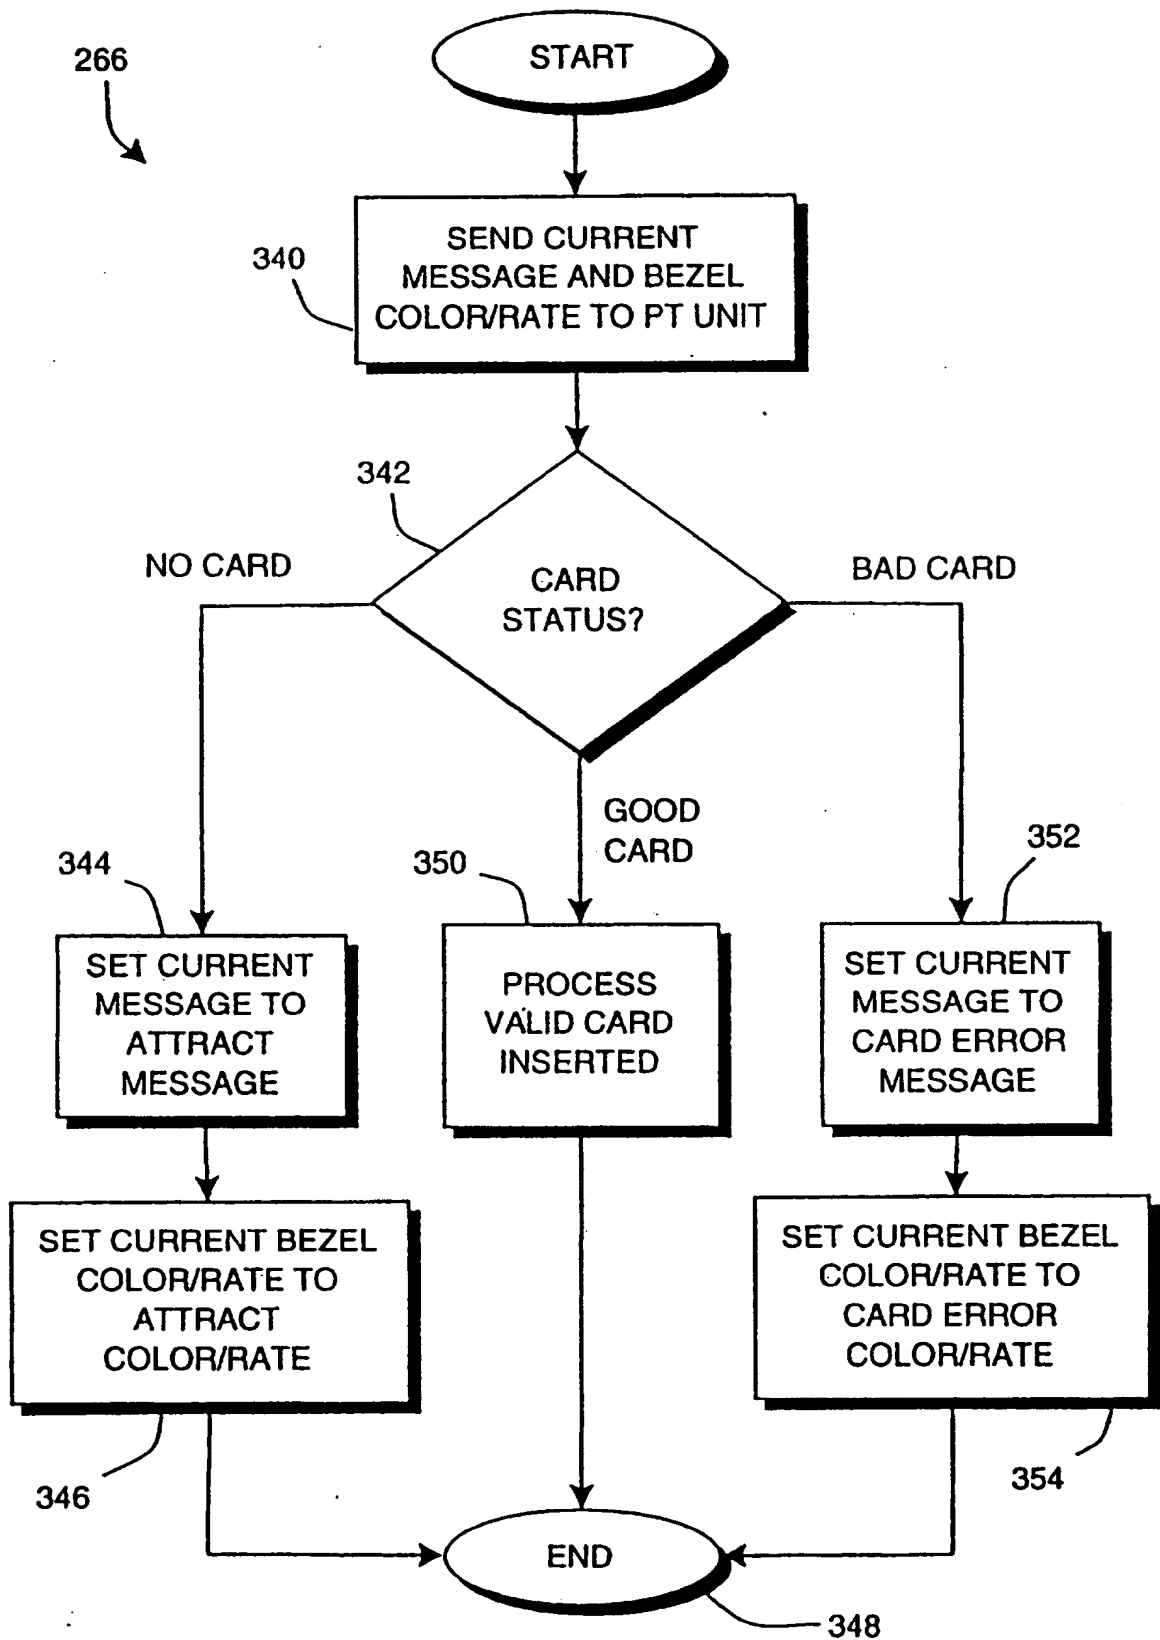 START
266
340
SEND CURRENT
MESSAGE AND BEZEL
COLOR/RATE TO PT UNIT
342
NO CARD
CARD
STATUS?
BAD CARD
GOOD
CARD
344
SET CURRENT
MESSAGE TO
ATTRACT
MESSAGE
350
PROCESS
VALID CARD
INSERTED
352
SET CURRENT
MESSAGE TO
CARD ERROR
MESSAGE
SET CURRENT BEZEL
COLOR/RATE TO
ATTRACT
COLOR/RATE
346
SET CURRENT BEZEL
COLOR/RATE TO
CARD ERROR
COLOR/RATE
354
END
348